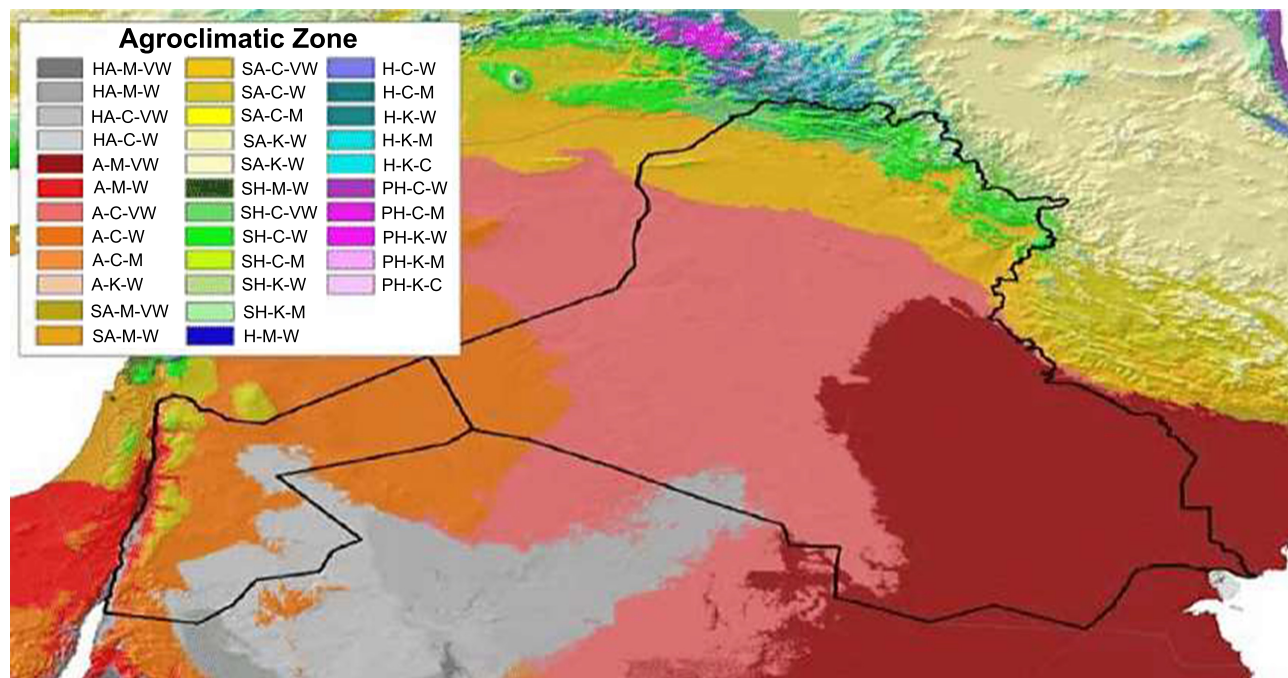 Agroclimatic Zone
HA-M-VW
HA-M-W
HA-C-VW
HA-C-W
A-M-VW
A-M-W
A-C-VW
A-C-W
A-C-M
A-K-W
SA-M-VW
SA-M-W
SA-C-VW
SA-C-W
SA-C-M
SA-K-W
SA-K-W
SH-M-W
SH-C-VW
SH-C-W
SH-C-M
SH-K-W
SH-K-M
H-M-W
H-C-W
H-C-M
H-K-W
H-K-M
H-K-C
PH-C-W
PH-C-M
PH-K-W
PH-K-M
PH-K-C